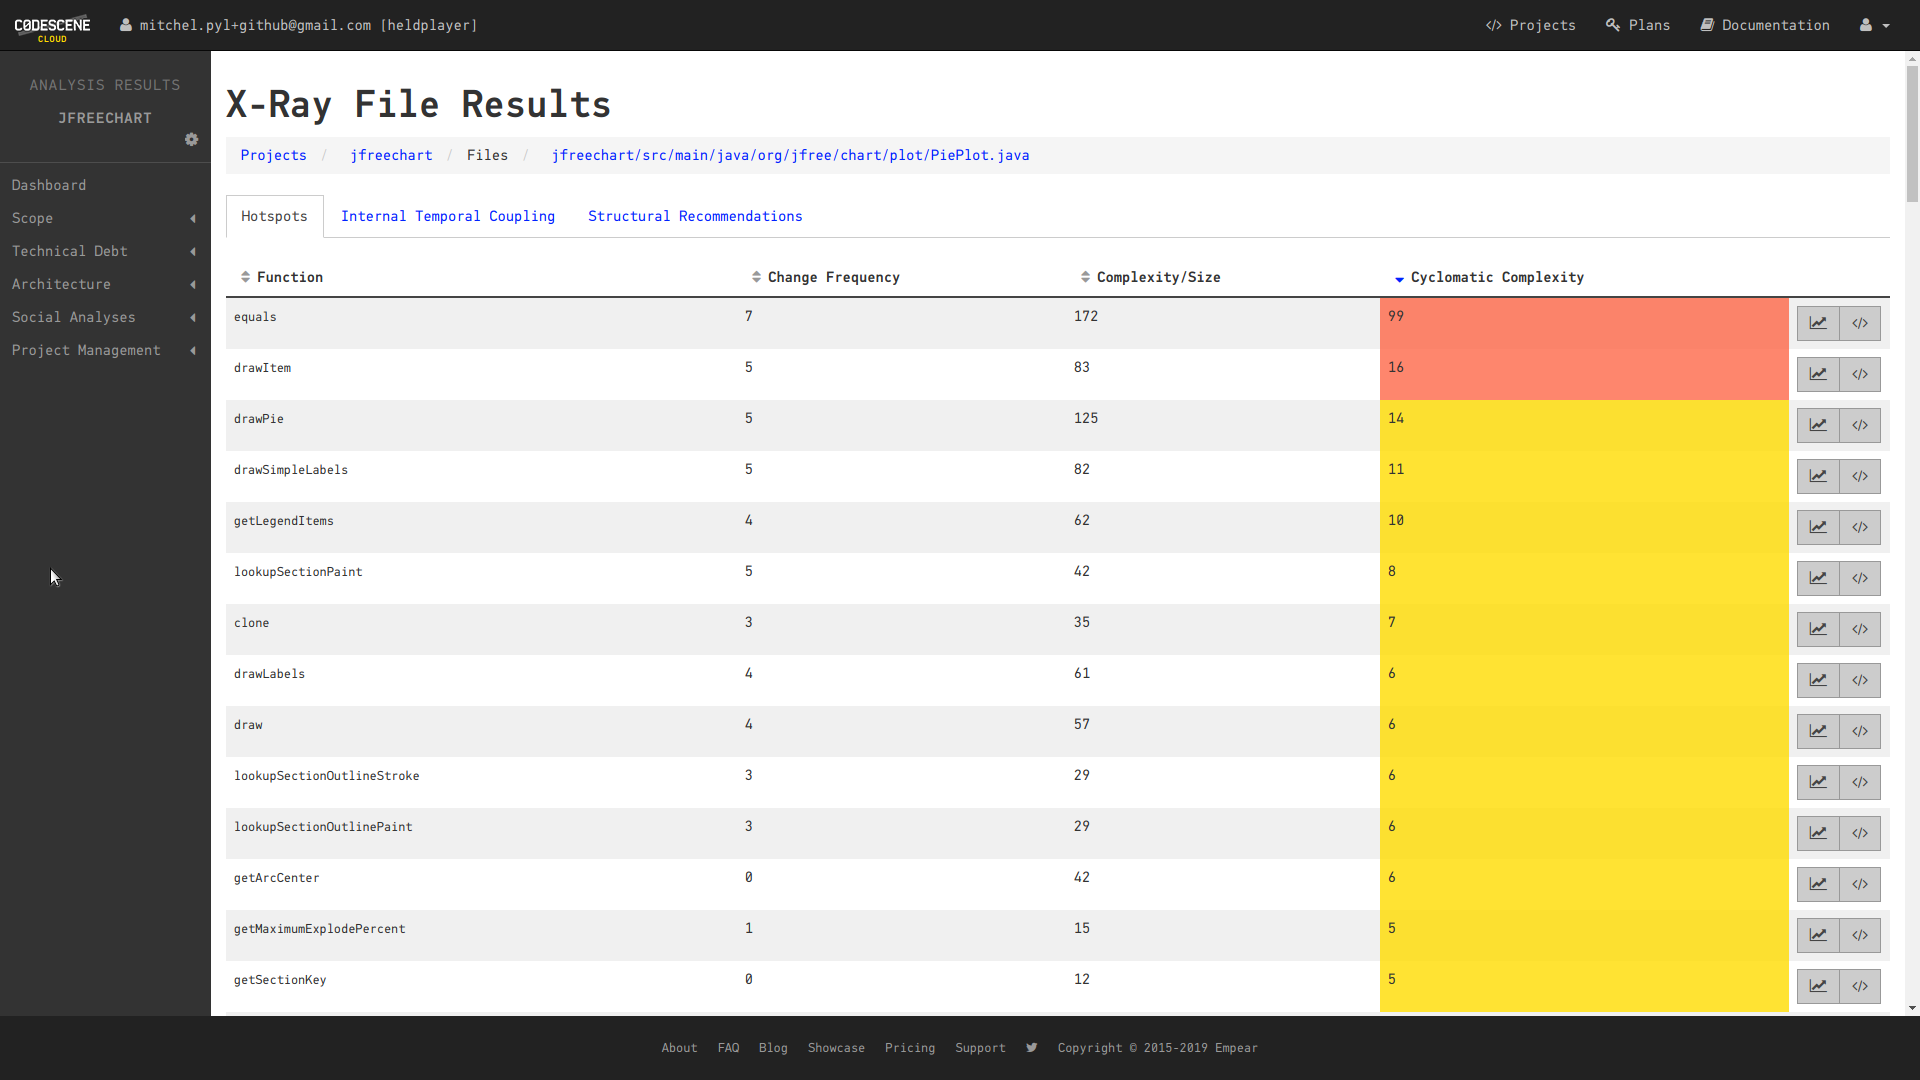 CODESCENE CLOUD mitchel.pyl+github@gmail.com [heldplayer] </> Projects Plans Documentation
ANALYSIS RESULTS
JFREECHART
Dashboard
Scope
Technical Debt
Architecture
Social Analyses
Project Management
X-Ray File Results
Projects / jfreechart / Files / jfreechart/src/main/java/org/jfree/chart/plot/PiePlot.java
Hotspots Internal Temporal Coupling Structural Recommendations
Function Change Frequency Complexity/Size Cyclomatic Complexity
equals 7 172 99 </>
drawItem 5 83 16 </>
drawPie 5 125 14 </>
drawSimpleLabels 5 82 11 </>
getLegendItems 4 62 10 </>
lookupSectionPaint 5 42 8 </>
clone 3 35 7 </>
drawLabels 4 61 6 </>
draw 4 57 6 </>
lookupSectionOutlineStroke 3 29 6 </>
lookupSectionOutlinePaint 3 29 6 </>
getArcCenter 0 42 6 </>
getMaximumExplodePercent 1 15 5 </>
getSectionKey 0 12 5 </>
About FAQ Blog Showcase Pricing Support Copyright © 2015-2019 Empear